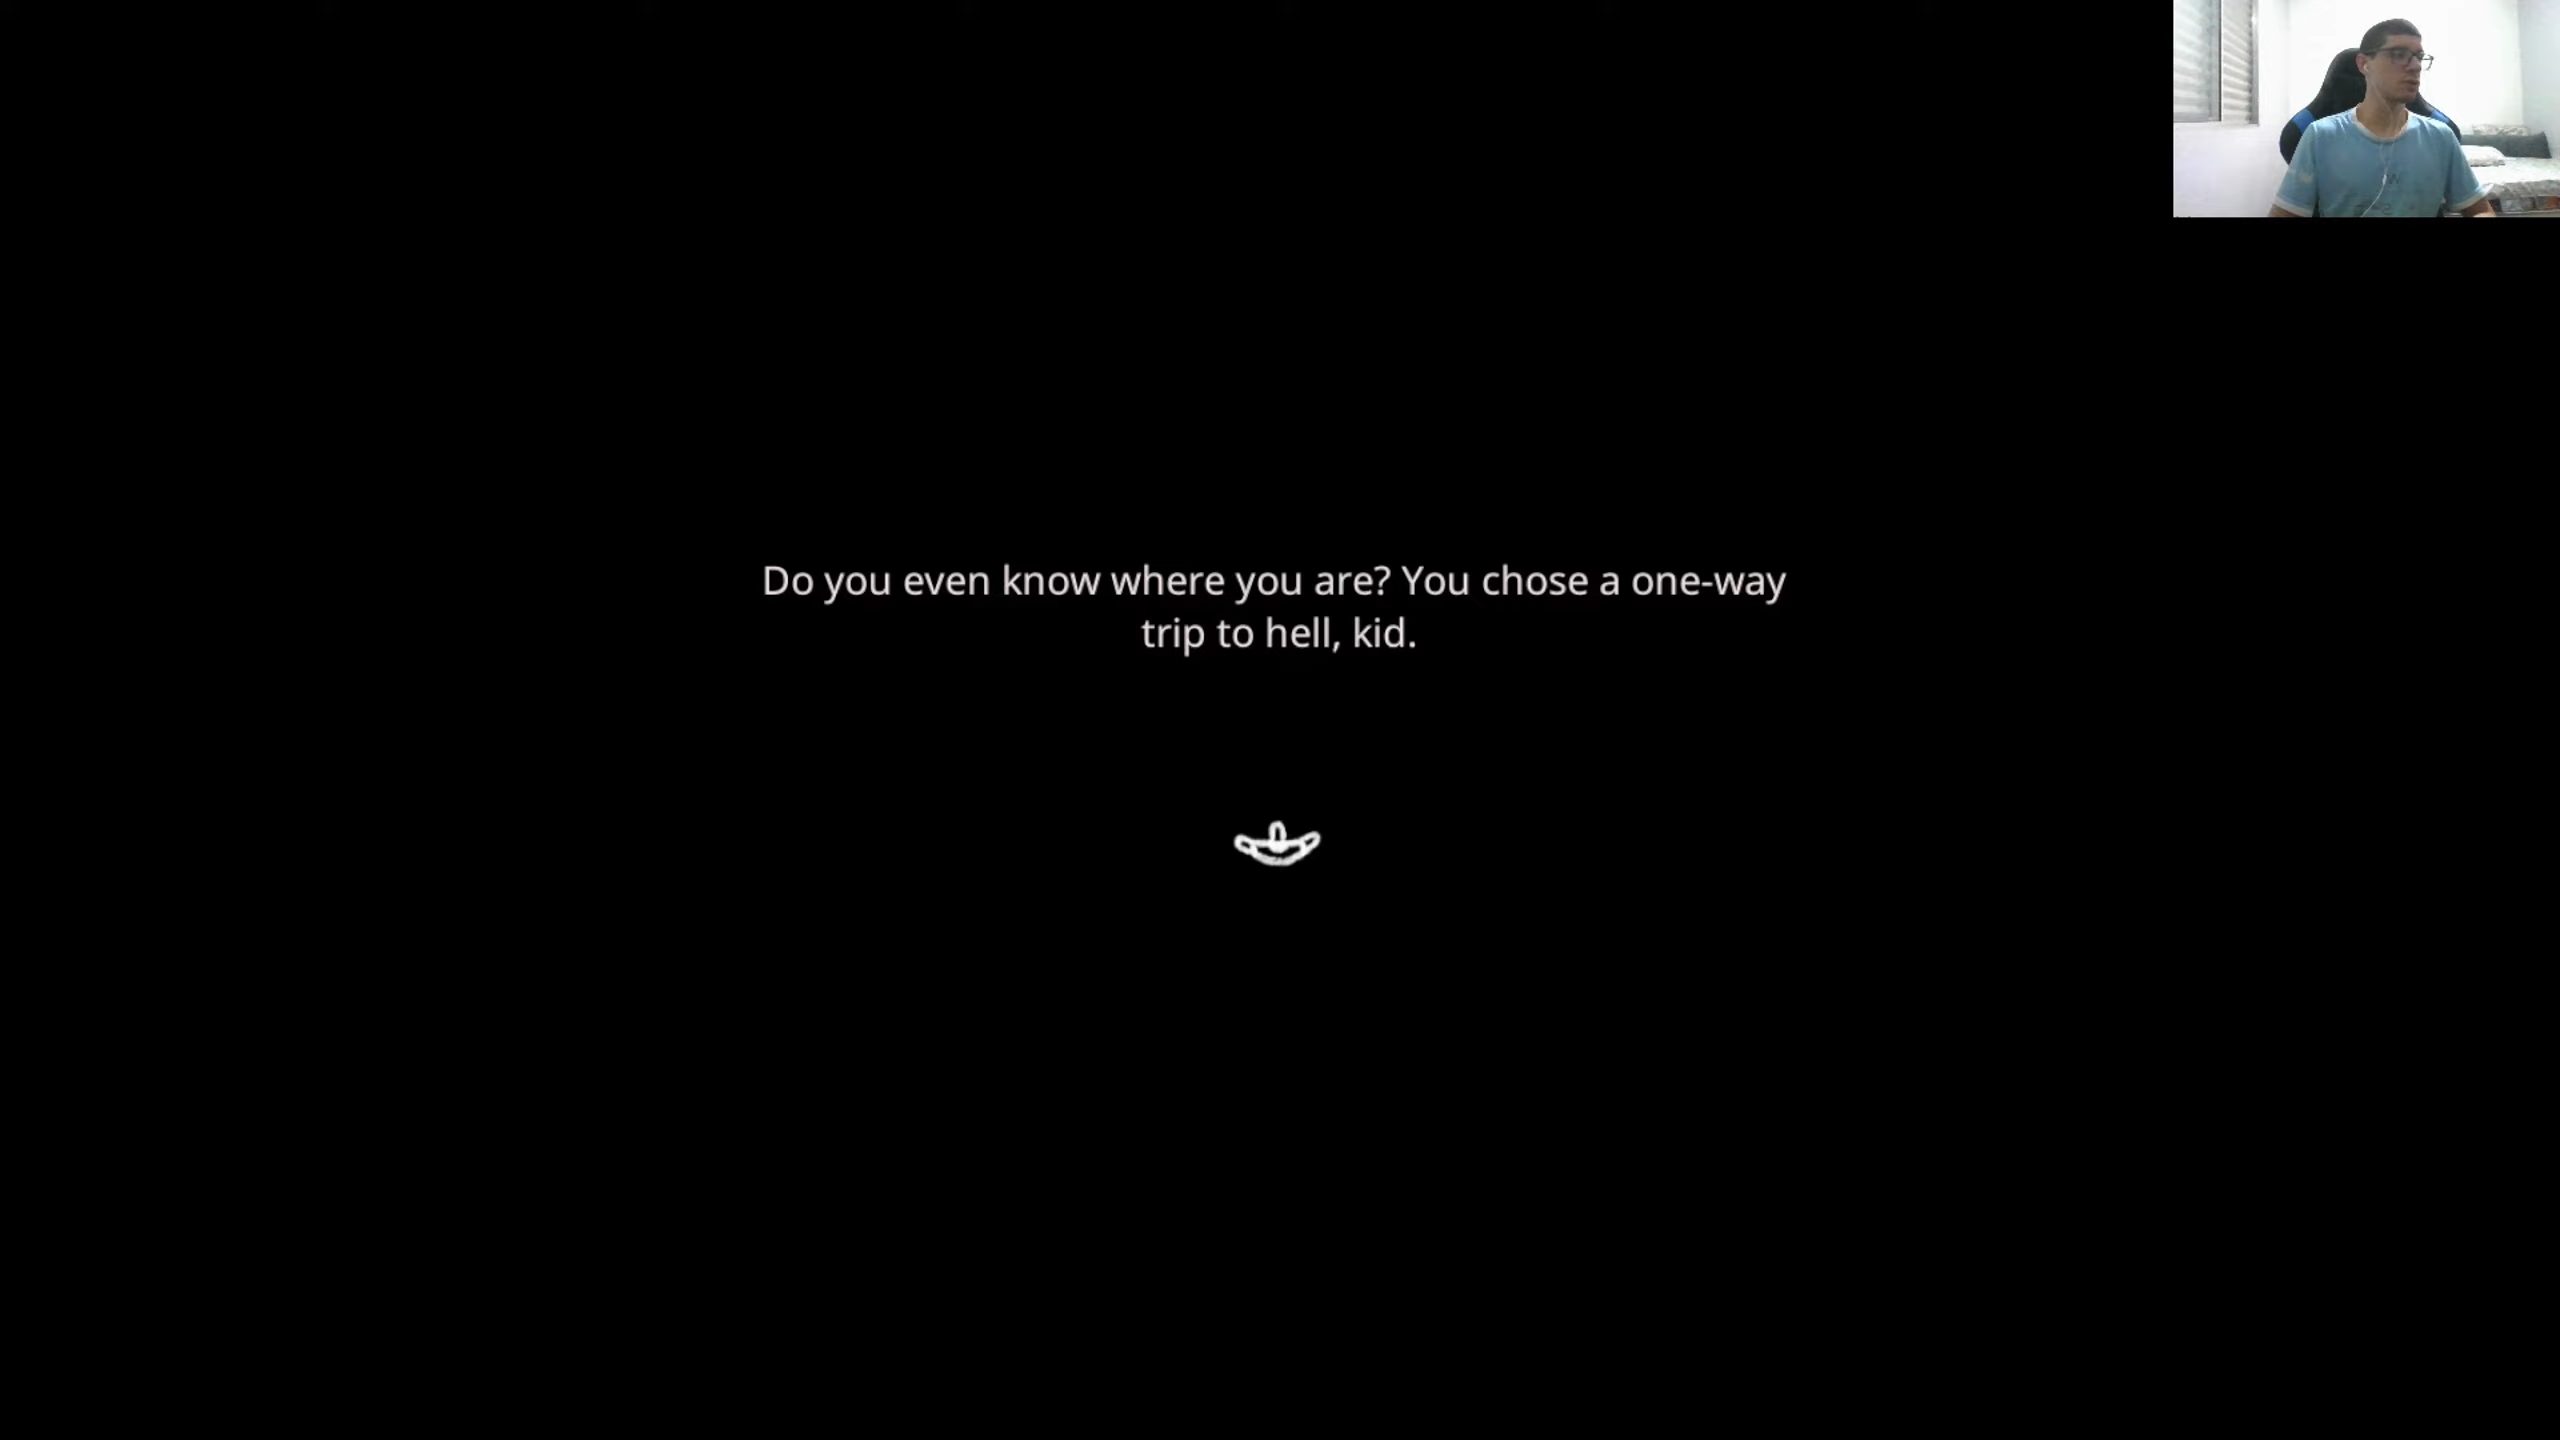 Do you even know where you are? You chose a one-way
trip to hell, kid.